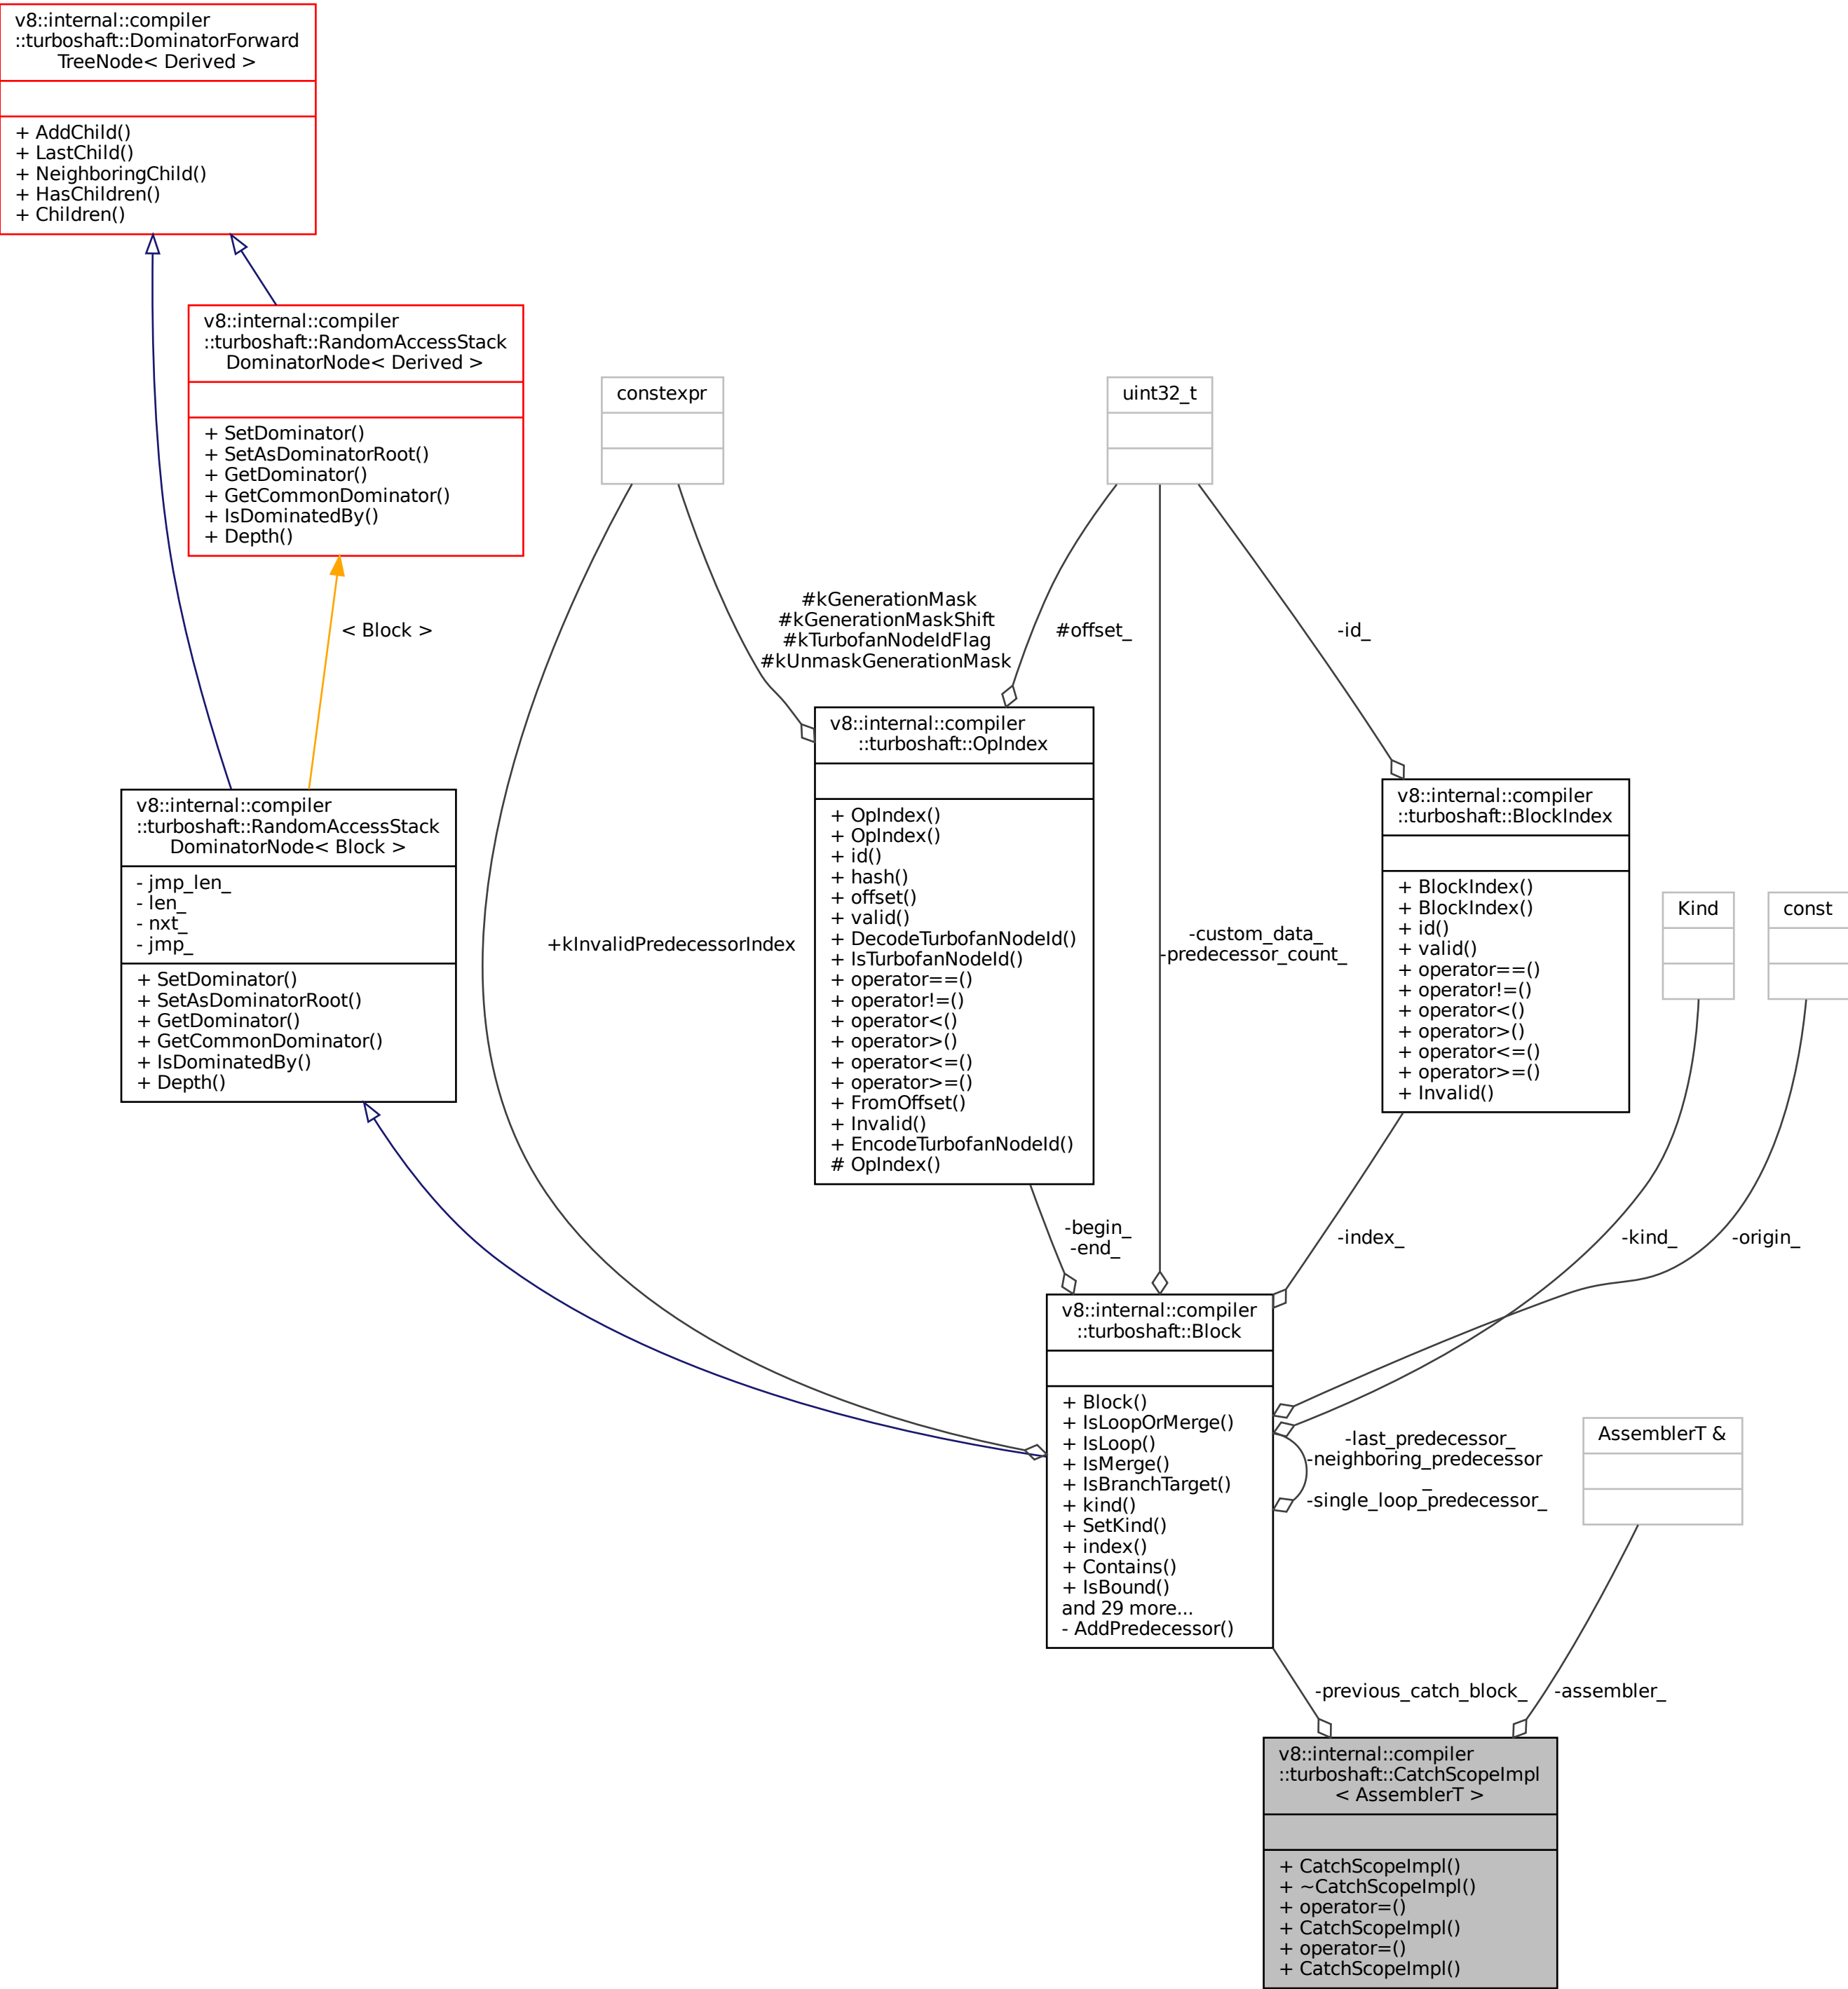 v8::internal::compiler
::turboshaft::DominatorForward
TreeNode< Derived >
+ AddChild()
+ LastChild()
+ NeighboringChild()
+ HasChildren()
+ Children()
v8::internal::compiler
::turboshaft::RandomAccessStack
DominatorNode< Derived >
+ SetDominator()
+ SetAsDominatorRoot()
+ GetDominator()
+ GetCommonDominator()
+ IsDominatedBy()
+ Depth()
constexpr
uint32_t
< Block >
#kGenerationMask
#kGenerationMaskShift
#kTurbofanNodeIdFlag
#kUnmaskGenerationMask
#offset_
-id_
v8::internal::compiler
::turboshaft::RandomAccessStack
DominatorNode< Block >
- jmp_len_
- len_
- nxt_
- jmp_
+ SetDominator()
+ SetAsDominatorRoot()
+ GetDominator()
+ GetCommonDominator()
+ IsDominatedBy()
+ Depth()
+kInvalidPredecessorIndex
v8::internal::compiler
::turboshaft::OpIndex
+ OpIndex()
+ OpIndex()
+ id()
+ hash()
+ offset()
+ valid()
+ DecodeTurbofanNodeId()
+ IsTurbofanNodeId()
+ operator==()
+ operator!=()
+ operator<()
+ operator>()
+ operator<=()
+ operator>=()
+ FromOffset()
+ Invalid()
+ EncodeTurbofanNodeId()
# OpIndex()
-custom_data_
-predecessor_count_
v8::internal::compiler
::turboshaft::BlockIndex
+ BlockIndex()
+ BlockIndex()
+ id()
+ valid()
+ operator==()
+ operator!=()
+ operator<()
+ operator>()
+ operator<=()
+ operator>=()
+ Invalid()
Kind
const
-begin_
-end_
-index_
-kind_
-origin_
v8::internal::compiler
::turboshaft::Block
+ Block()
+ IsLoopOrMerge()
+ IsLoop()
+ IsMerge()
+ IsBranchTarget()
+ kind()
+ SetKind()
+ index()
+ Contains()
+ IsBound()
and 29 more...
- AddPredecessor()
-last_predecessor_
-neighboring_predecessor
_
-single_loop_predecessor_
AssemblerT &
-previous_catch_block_
-assembler_
v8::internal::compiler
::turboshaft::CatchScopeImpl
< AssemblerT >
+ CatchScopeImpl()
+ ~CatchScopeImpl()
+ operator=()
+ CatchScopeImpl()
+ operator=()
+ CatchScopeImpl()